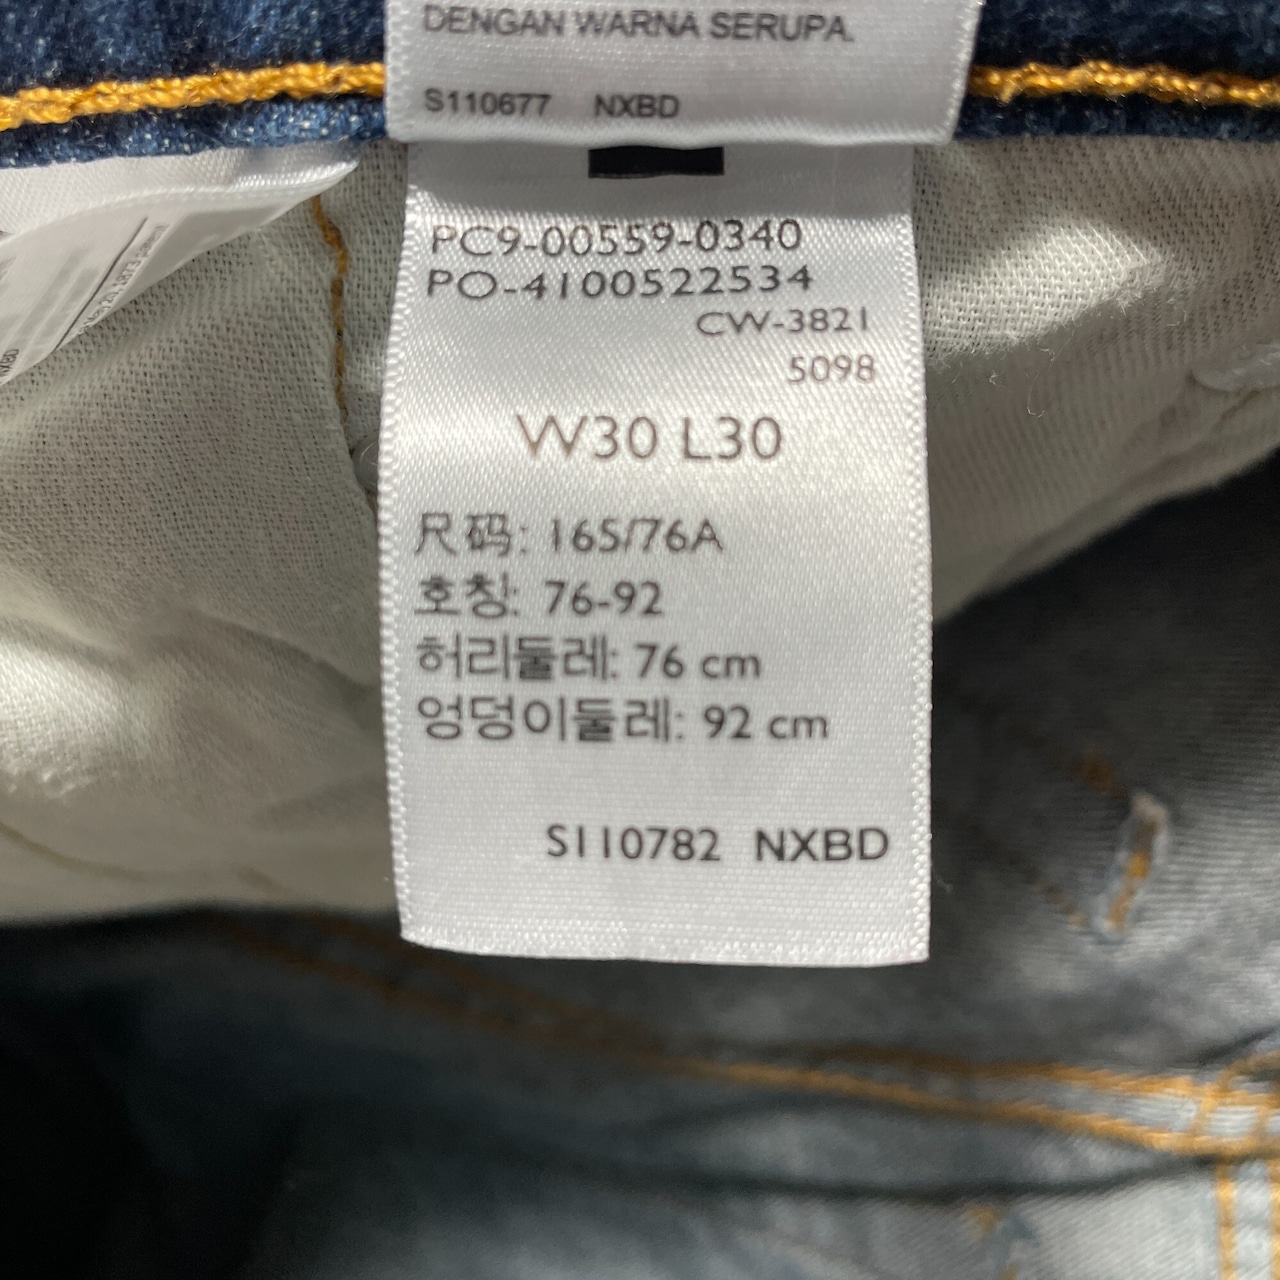 DENGAN WARNA SERUPA.
S110677 NXBD
PC9-00559-0340
PO-4100522534
CW-3821
5098
W30 L30
尺码: 165/76A
호칭: 76-92
허리둘레: 76 cm
엉덩이둘레: 92 cm
S110782 NXBD
NXBD